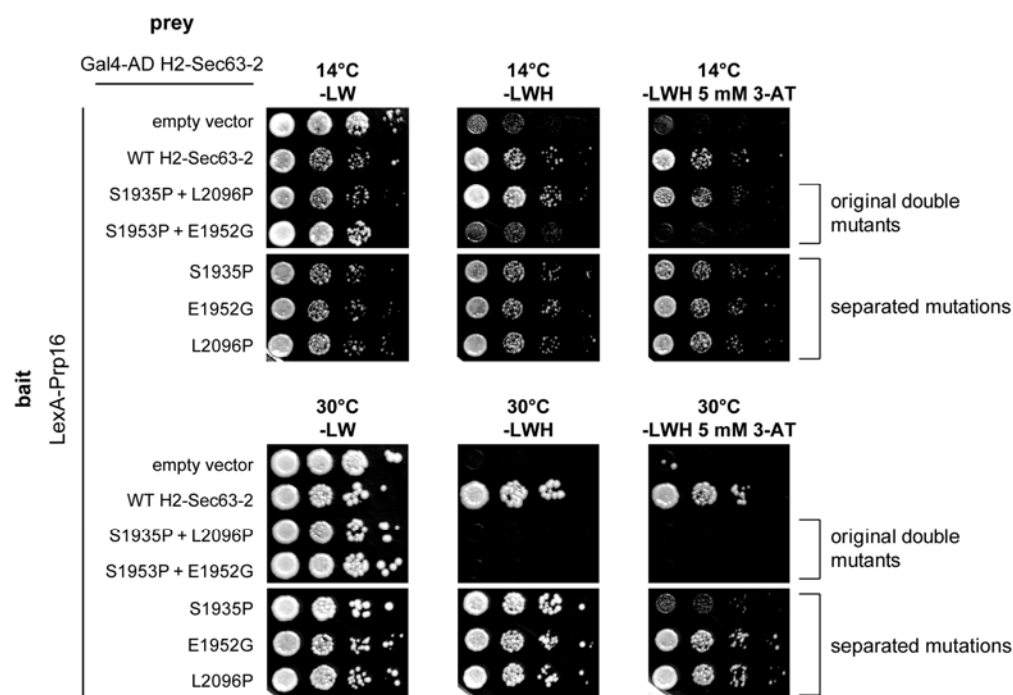 prey
Gal4-AD H2-Sec63-2
14°C
-LW
14°C
-LWH
14°C
-LWH 5 mM 3-AT
empty vector
WT H2-Sec63-2
S1935P + L2096P
S1953P + E1952G
original double
mutants
S1935P
E1952G
L2096P
separated mutations
bait
LexA-Prp16
30°C
-LW
30°C
-LWH
30°C
-LWH 5 mM 3-AT
empty vector
WT H2-Sec63-2
S1935P + L2096P
S1953P + E1952G
original double
mutants
S1935P
E1952G
L2096P
separated mutations